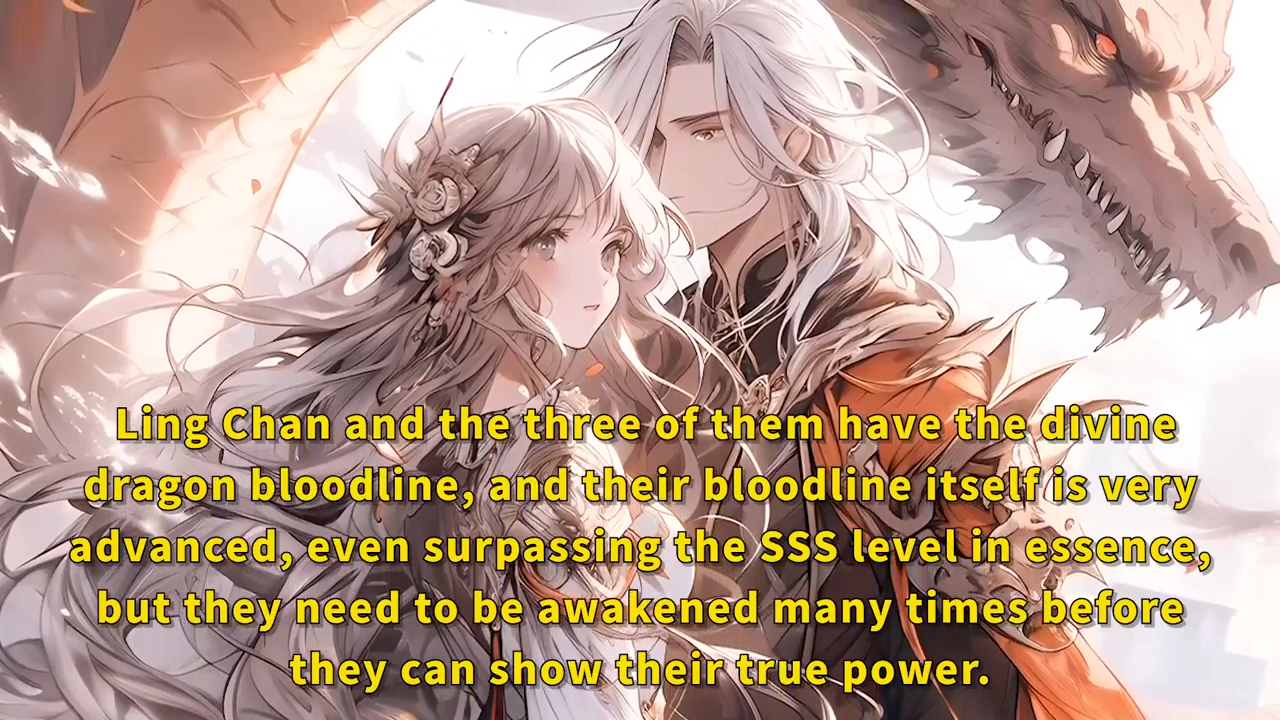 Ling Chan and the three of them have the divine
dragon bloodline, and their bloodline itself is very
advanced, even surpassing the SSS level in essence,
but they need to be awakened many times before
they can show their true power.